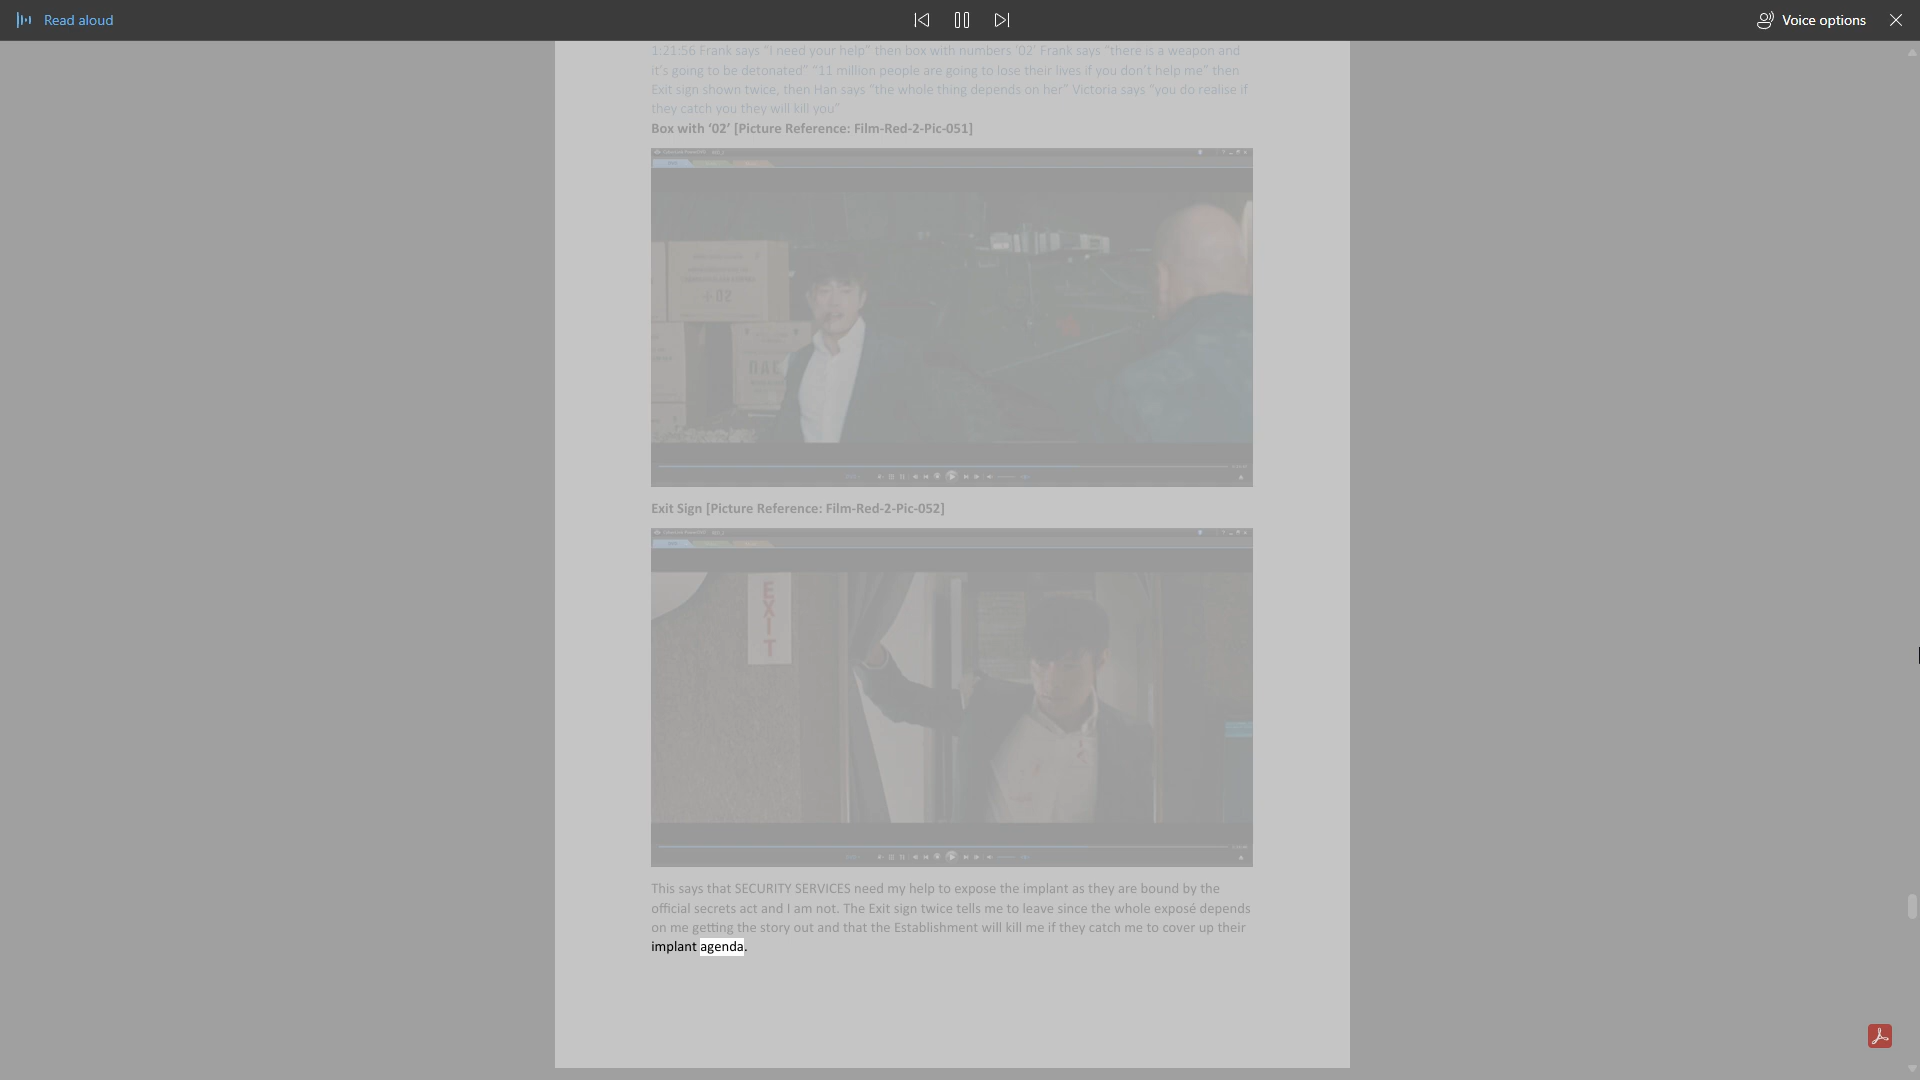 Read aloud
Voice options
1:21:56 Frank says “I need your help” then box with numbers ‘02’ Frank says “there is a weapon and
it’s going to be detonated” “11 million people are going to lose their lives if you don’t help me” then
Exit sign shown twice, then Han says “the whole thing depends on her” Victoria says “you do realise if
they catch you they will kill you”
Box with ‘02’ [Picture Reference: Film-Red-2-Pic-051]
02
ПАС
Exit Sign [Picture Reference: Film-Red-2-Pic-052]
EXIT
This says that SECURITY SERVICES need my help to expose the implant as they are bound by the
official secrets act and I am not. The Exit sign twice tells me to leave since the whole exposé depends
on me getting the story out and that the Establishment will kill me if they catch me to cover up their
implant agenda.